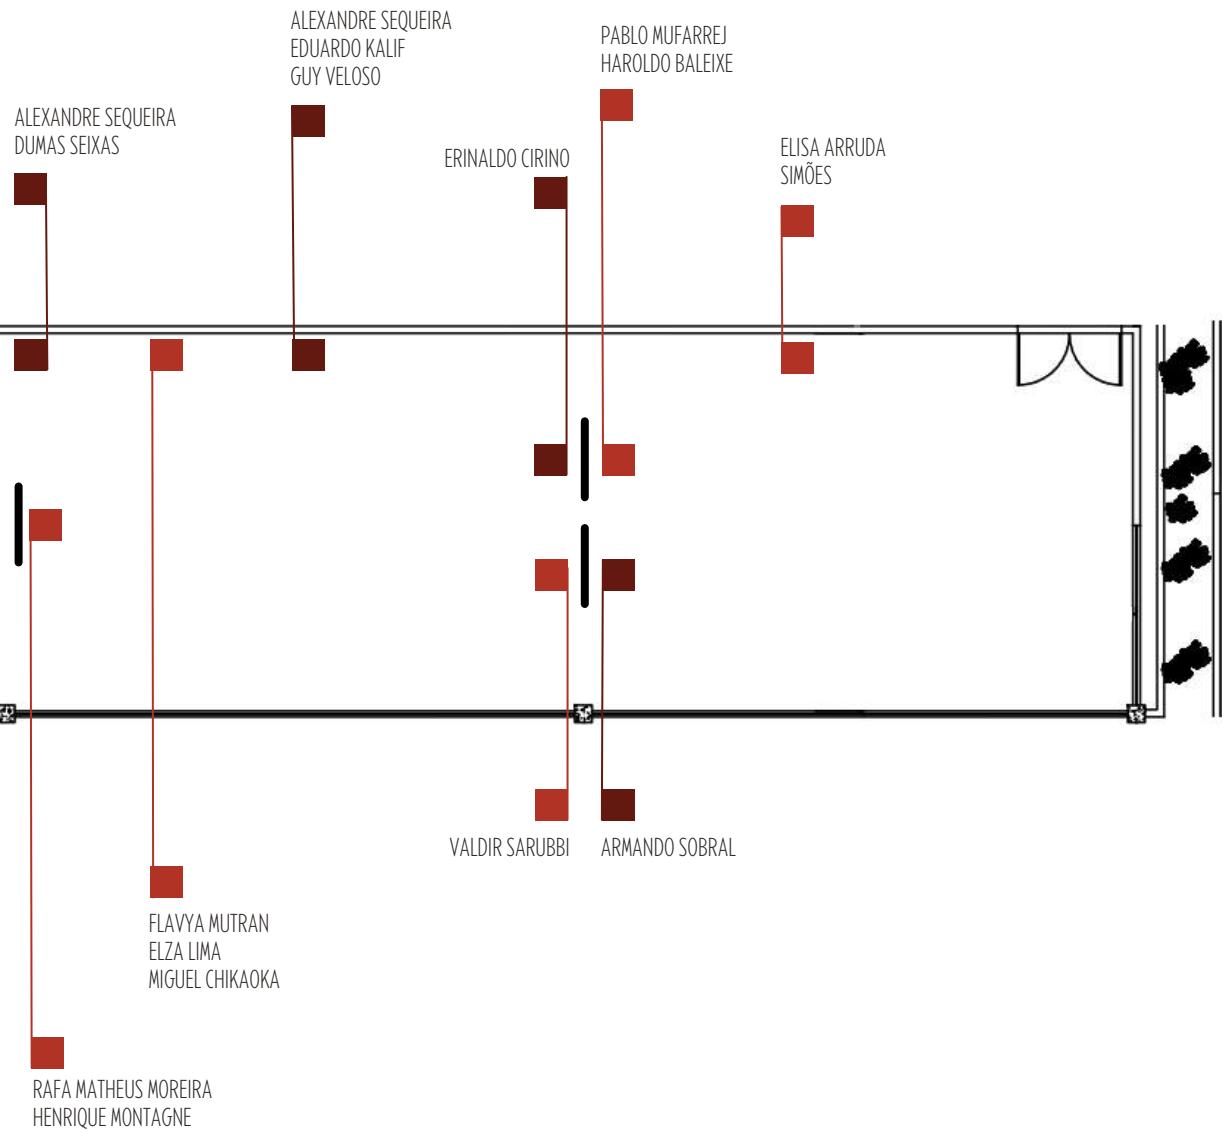 ALEXANDRE SEQUEIRA
EDUARDO KALIF
GUY VELOSO
PABLO MUFARREJ
HAROLDO BALEIXE
ALEXANDRE SEQUEIRA
DUMAS SEIXAS
ERINALDO CIRINO
ELISA ARRUDA
SIMÕES
VALDIR SARUBBI
ARMANDO SOBRAL
FLAVYA MUTRAN
ELZA LIMA
MIGUEL CHIKAOKA
RAFA MATHEUS MOREIRA
HENRIQUE MONTAGNE